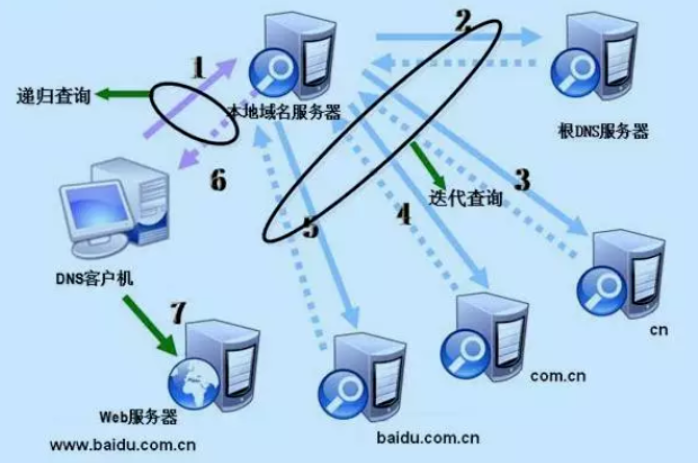 1
2
递归查询
本地域名服务器
根DNS服务器
6
迭代查询
3
4
5
DNS客户机
7
cn
com.cn
Web服务器
baidu.com.cn
www.baidu.com.cn